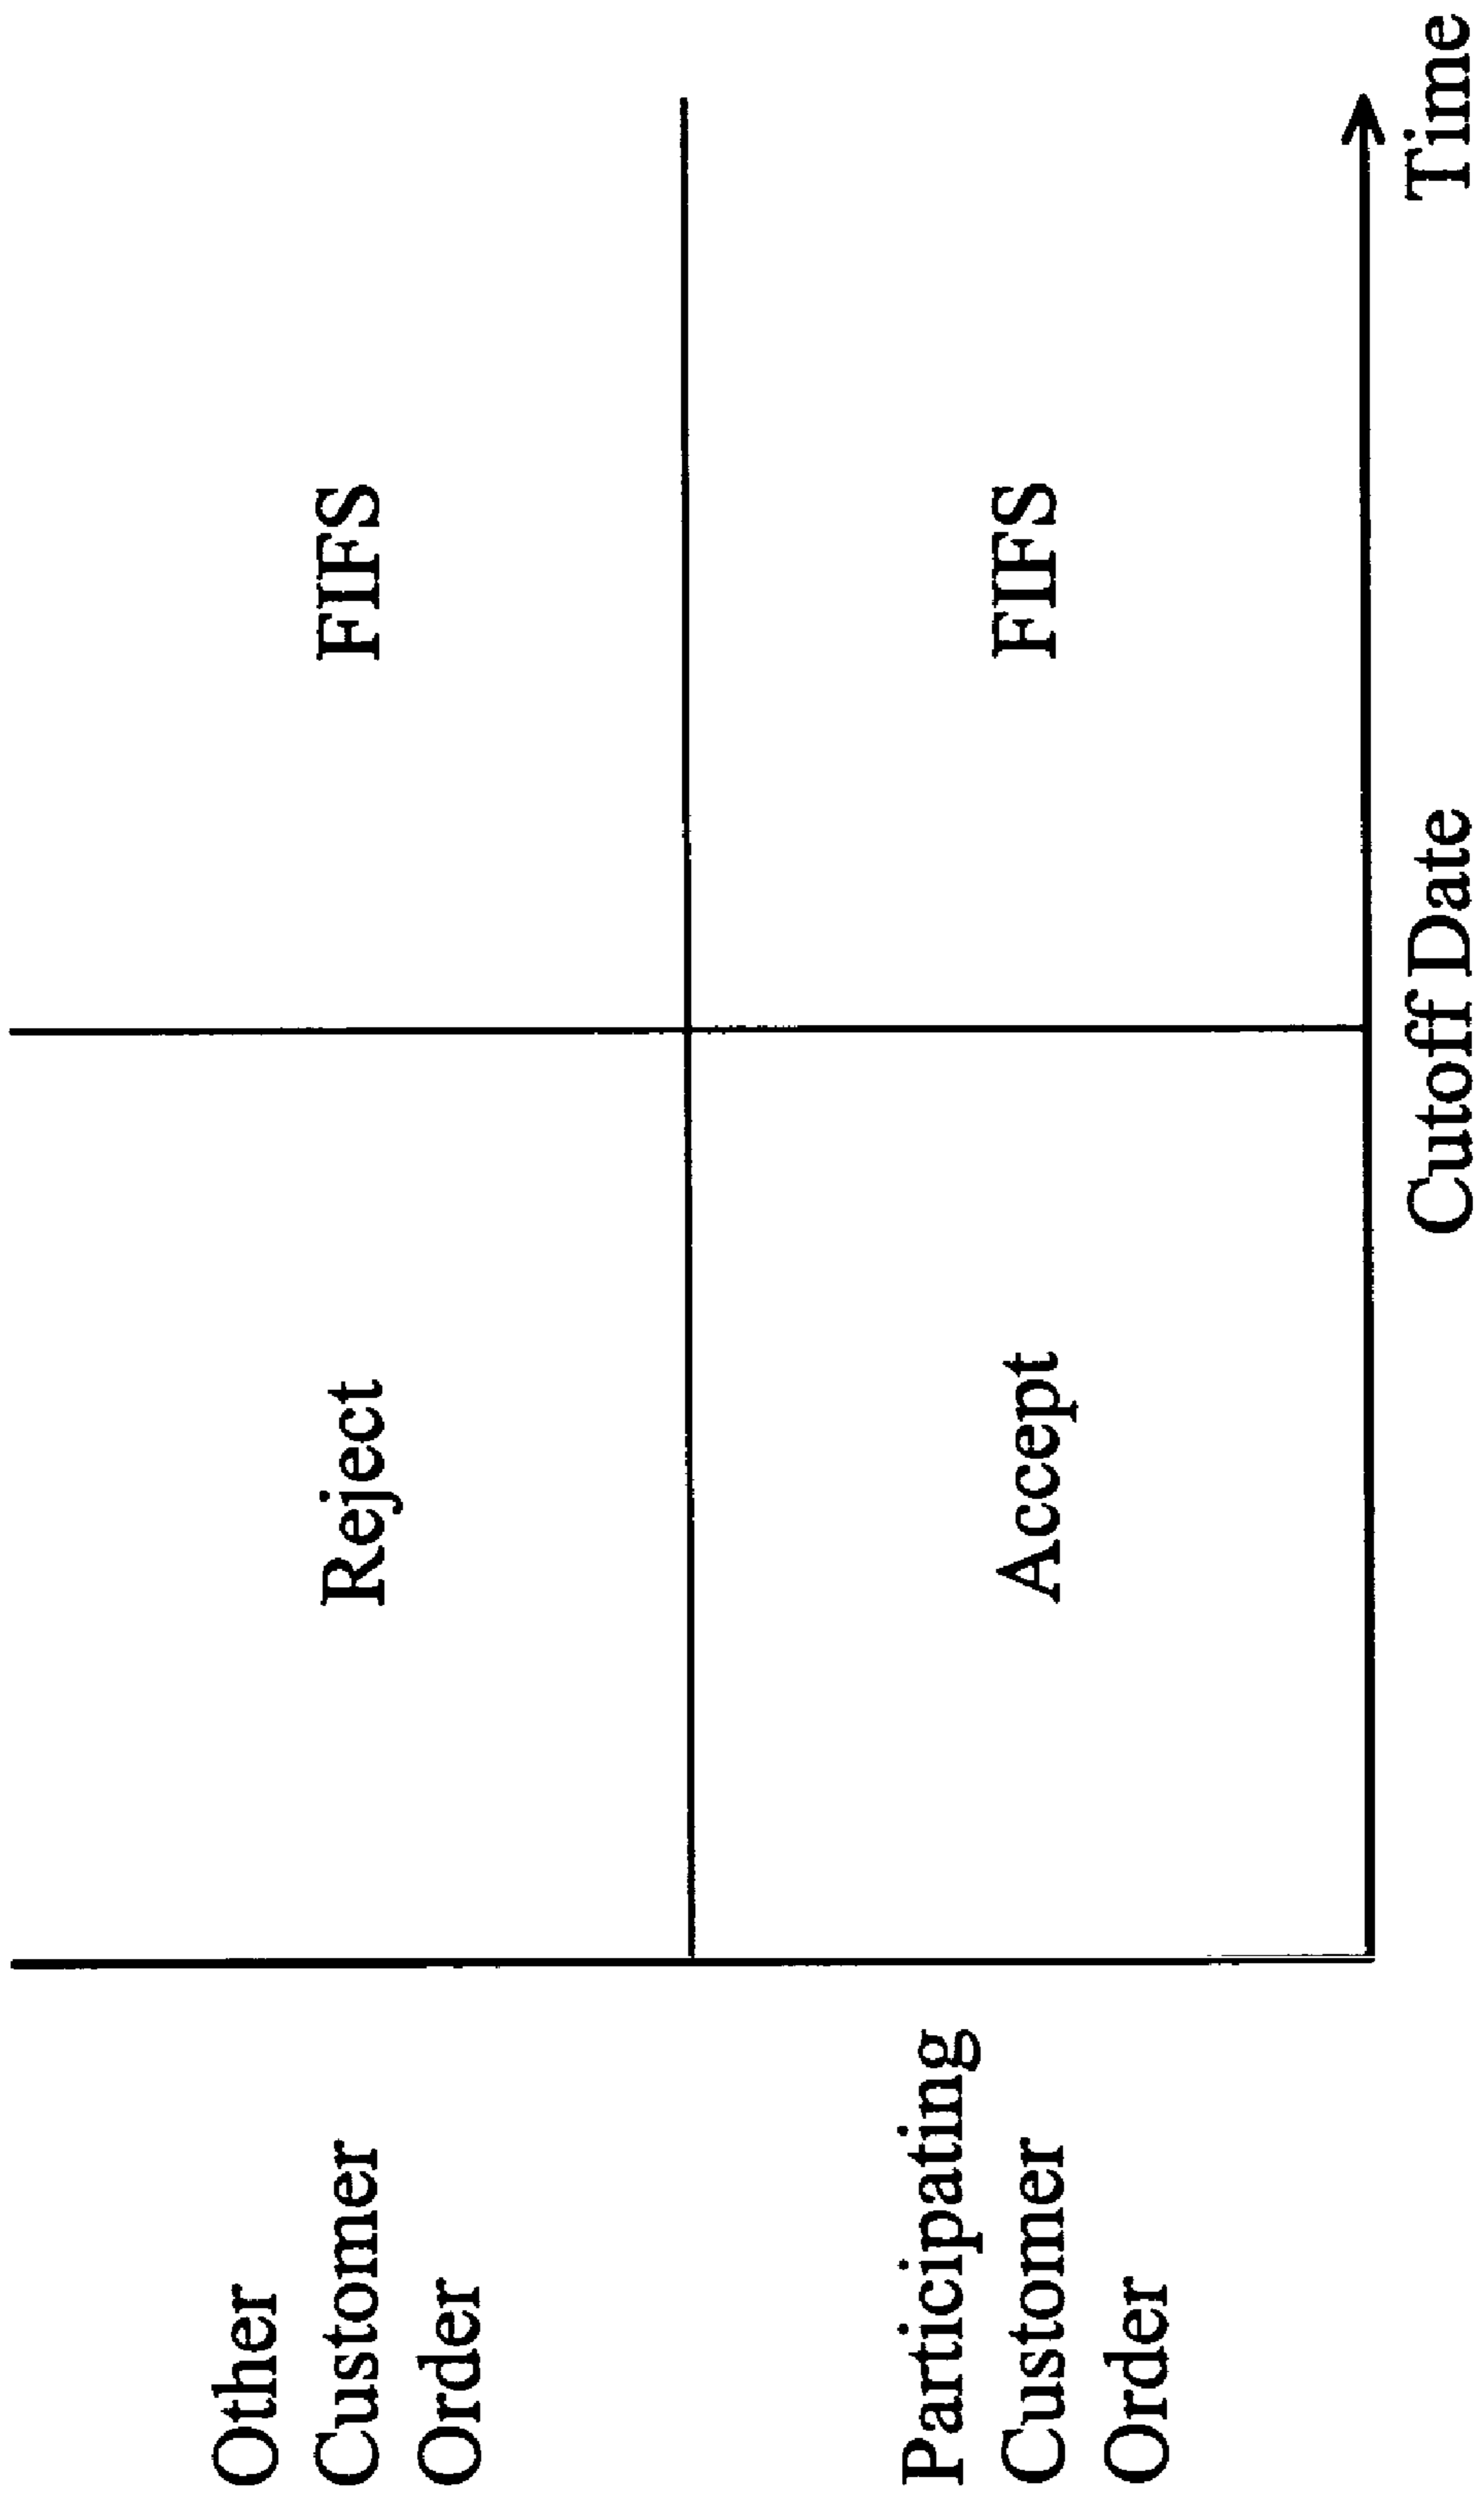 Other
Customer
Order
Reject
FIFS
Participating
Customer
Order
Accept
FIFS
Cutoff Date
Time